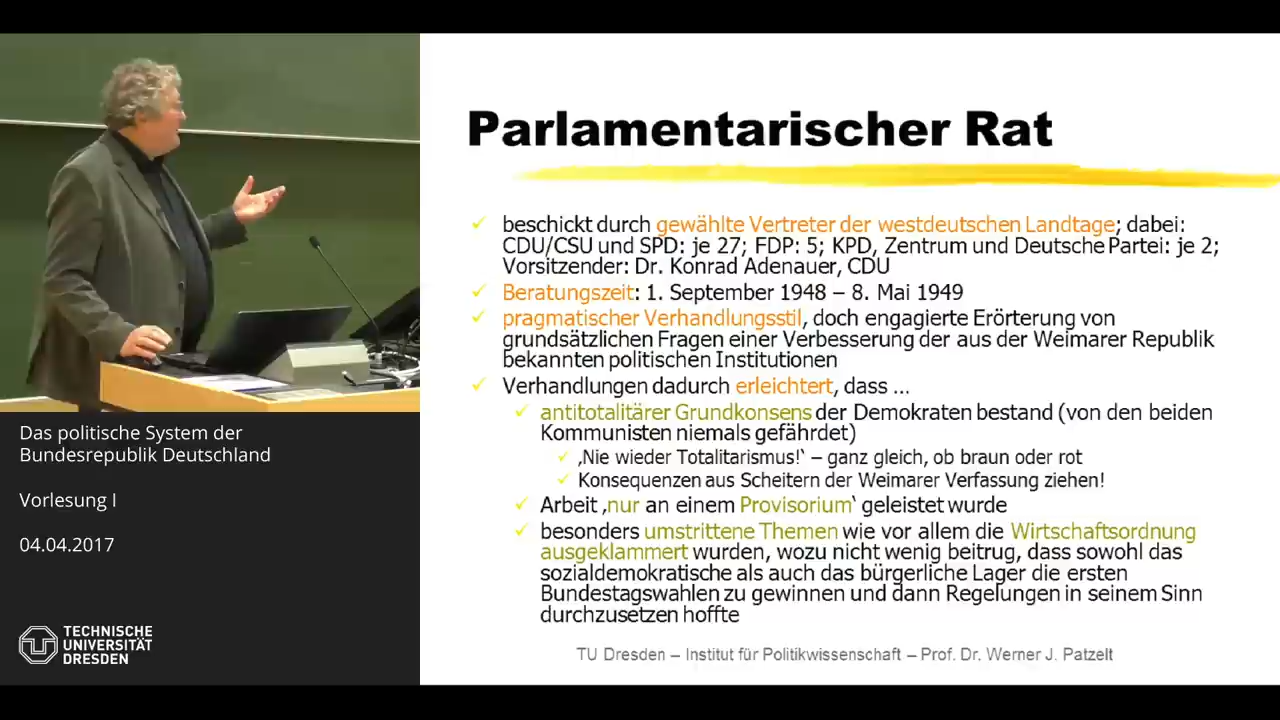 Parlamentarischer Rat
beschickt durch gewählte Vertreter der westdeutschen Landtage; dabei:
CDU/CSU und SPD: je 27; FDP: 5; KPD, Zentrum und Deutsche Partei: je 2;
Vorsitzender: Dr. Konrad Adenauer, CDU
Beratungszeit: 1. September 1948 – 8. Mai 1949
pragmatischer Verhandlungsstil, doch engagierte Erörterung von
grundsätzlichen Fragen einer Verbesserung der aus der Weimarer Republik
bekannten politischen Institutionen
Verhandlungen dadurch erleichtert, dass …
antitotalitärer Grundkonsens der Demokraten bestand (von den beiden
Kommunisten niemals gefährdet)
‚Nie wieder Totalitarismus!‘ – ganz gleich, ob braun oder rot
Konsequenzen aus Scheitern der Weimarer Verfassung ziehen!
Arbeit ‚nur an einem Provisorium‘ geleistet wurde
besonders umstrittene Themen wie vor allem die Wirtschaftsordnung
ausgeklammert wurden, wozu nicht wenig beitrug, dass sowohl das
sozialdemokratische als auch das bürgerliche Lager die ersten
Bundestagswahlen zu gewinnen und dann Regelungen in seinem Sinn
durchzusetzen hoffte
TU Dresden – Institut für Politikwissenschaft – Prof. Dr. Werner J. Patzelt
Das politische System der
Bundesrepublik Deutschland
Vorlesung I
04.04.2017
TECHNISCHE
UNIVERSITÄT
DRESDEN